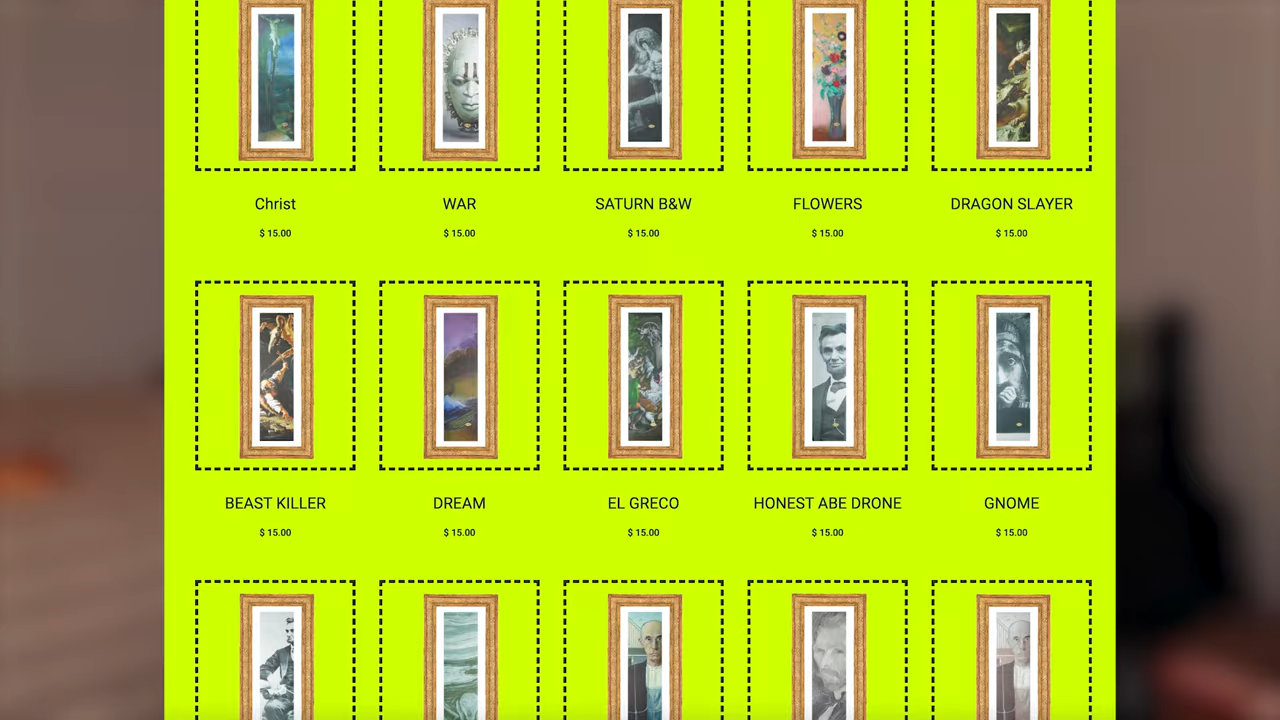 Christ
WAR
SATURN B&W
FLOWERS
DRAGON SLAYER
$ 15.00
$ 15.00
$ 15.00
$ 15.00
$ 15.00
BEAST KILLER
DREAM
EL GRECO
HONEST ABE DRONE
GNOME
$ 15.00
$ 15.00
$ 15.00
$ 15.00
$ 15.00